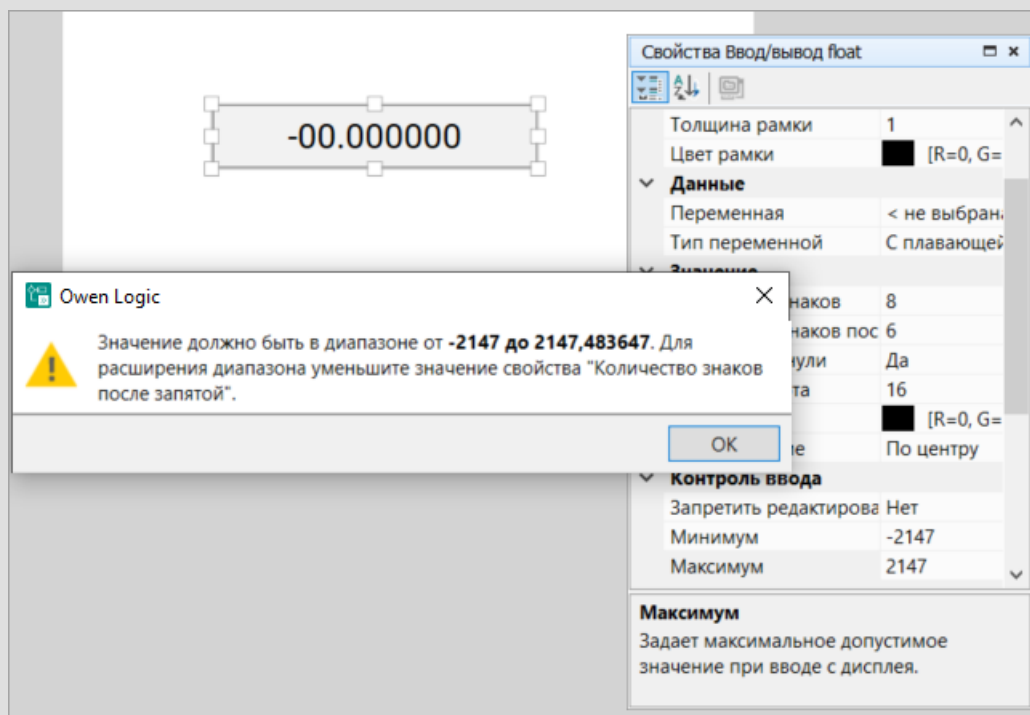 Свойства Ввод/вывод float
-00.000000
Толщина рамки 1
Цвет рамки [R=0, G=
Данные
Переменная < не выбран
Тип переменной С плавающей
Значение
Owen Logic
наков 8
Значение должно быть в диапазоне от -2147 до 2147,483647. Для
расширения диапазона уменьшите значение свойства "Количество знаков
после запятой".
наков пос 6
нули Да
та 16
[R=0, G=
OK
ие По центру
Контроль ввода
Запретить редактирова Нет
Минимум -2147
Максимум 2147
Максимум
Задает максимальное допустимое
значение при вводе с дисплея.